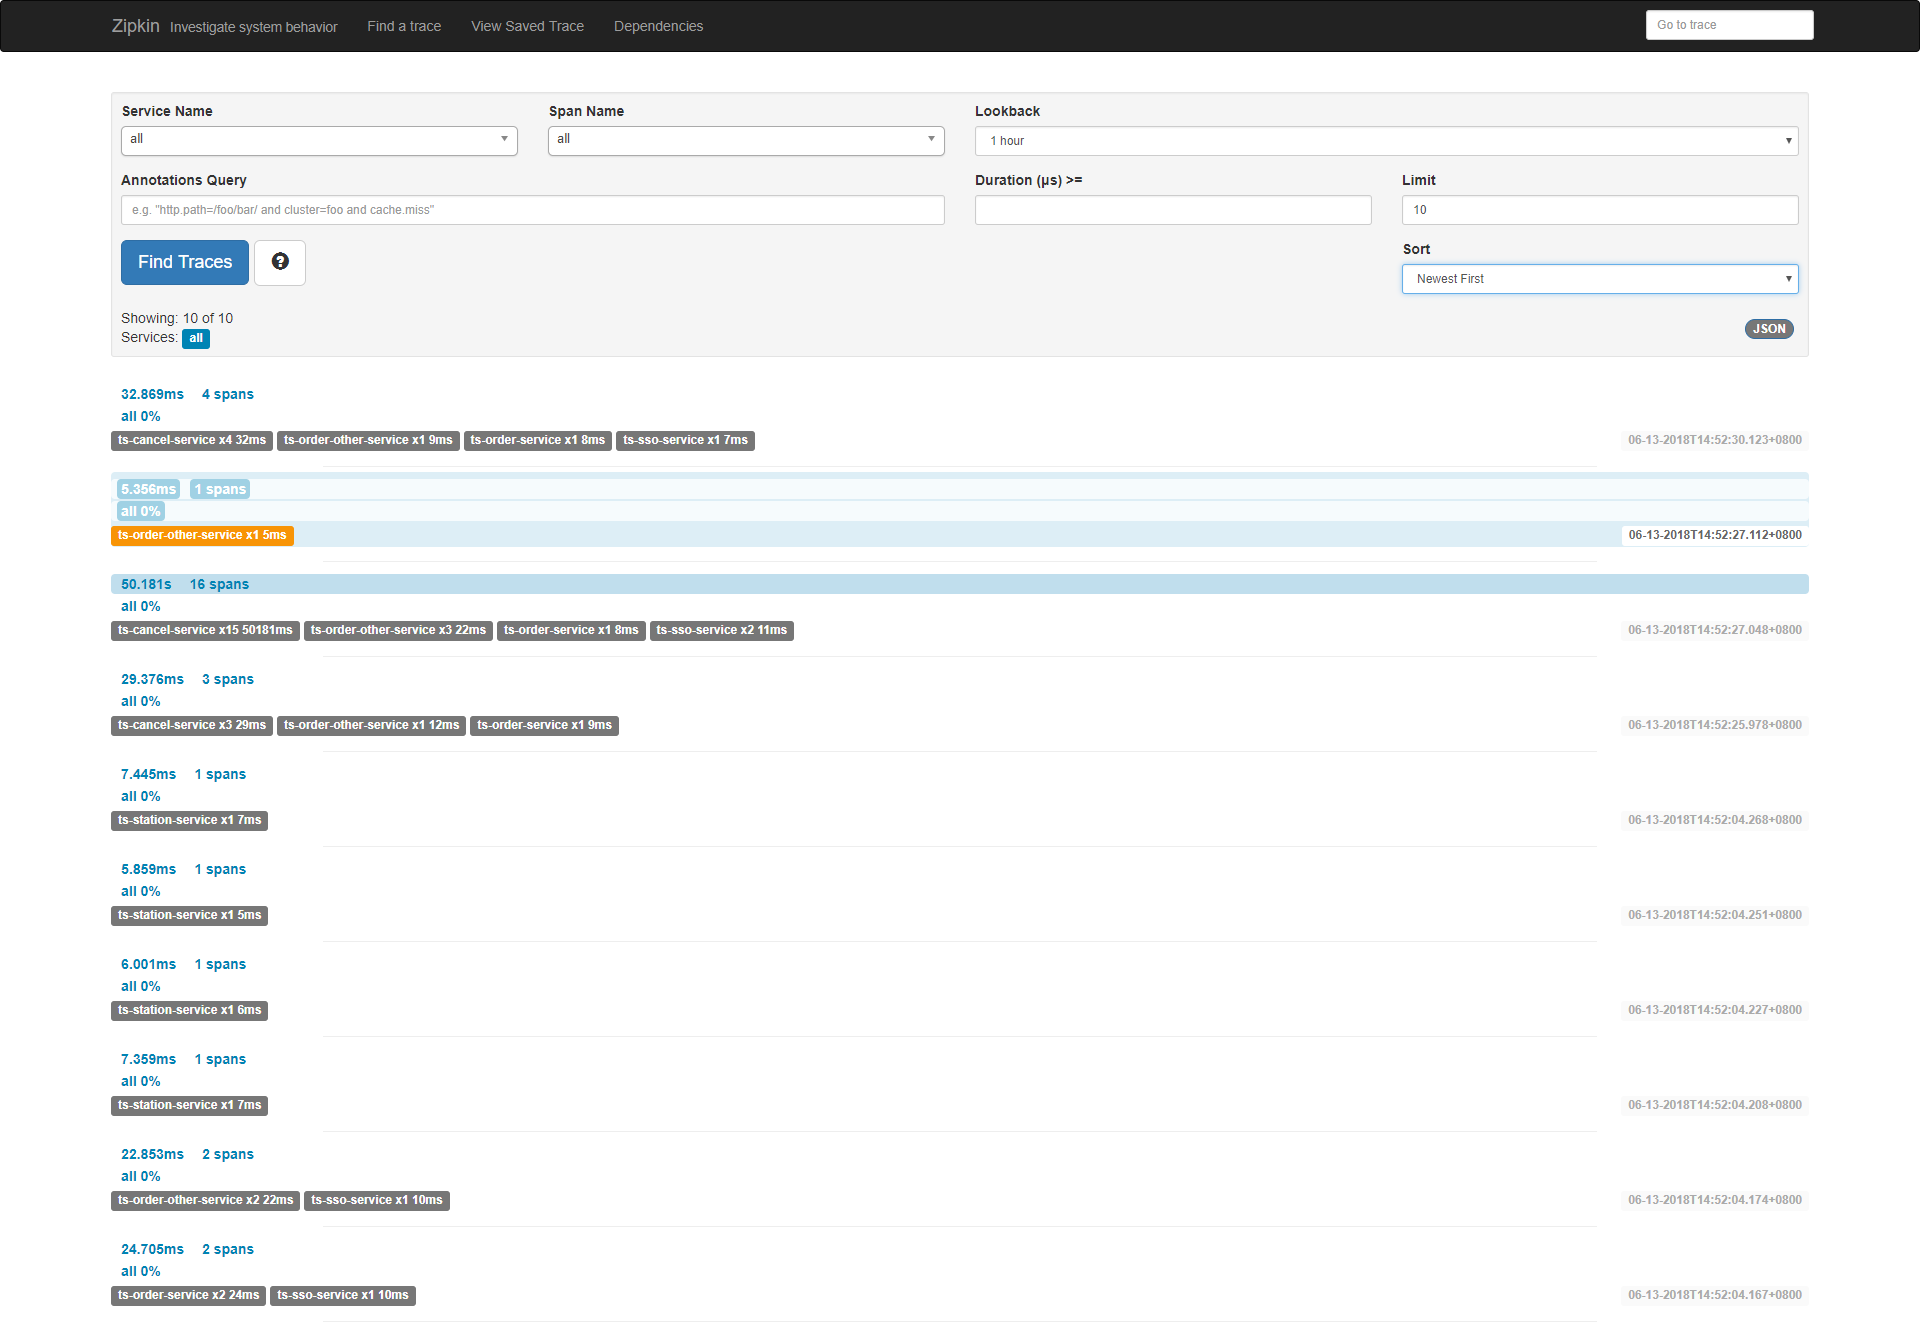 Zipkin Investigate system behavior Find a trace View Saved Trace Dependencies Go to trace
Service Name Span Name Lookback
all all 1 hour
Annotations Query Duration (μs) >= Limit
e.g. "http.path=/foo/bar/ and cluster=foo and cache.miss" 10
Find Traces ? Sort
Newest First
Showing: 10 of 10
Services: all JSON
32.869ms 4 spans
all 0%
ts-cancel-service x4 32ms ts-order-other-service x1 9ms ts-order-service x1 8ms ts-sso-service x1 7ms 06-13-2018T14:52:30.123+0800
5.356ms 1 spans
all 0%
ts-order-other-service x1 5ms 06-13-2018T14:52:27.112+0800
50.181s 16 spans
all 0%
ts-cancel-service x15 50181ms ts-order-other-service x3 22ms ts-order-service x1 8ms ts-sso-service x2 11ms 06-13-2018T14:52:27.048+0800
29.376ms 3 spans
all 0%
ts-cancel-service x3 29ms ts-order-other-service x1 12ms ts-order-service x1 9ms 06-13-2018T14:52:25.978+0800
7.445ms 1 spans
all 0%
ts-station-service x1 7ms 06-13-2018T14:52:04.268+0800
5.859ms 1 spans
all 0%
ts-station-service x1 5ms 06-13-2018T14:52:04.251+0800
6.001ms 1 spans
all 0%
ts-station-service x1 6ms 06-13-2018T14:52:04.227+0800
7.359ms 1 spans
all 0%
ts-station-service x1 7ms 06-13-2018T14:52:04.208+0800
22.853ms 2 spans
all 0%
ts-order-other-service x2 22ms ts-sso-service x1 10ms 06-13-2018T14:52:04.174+0800
24.705ms 2 spans
all 0%
ts-order-service x2 24ms ts-sso-service x1 10ms 06-13-2018T14:52:04.167+0800